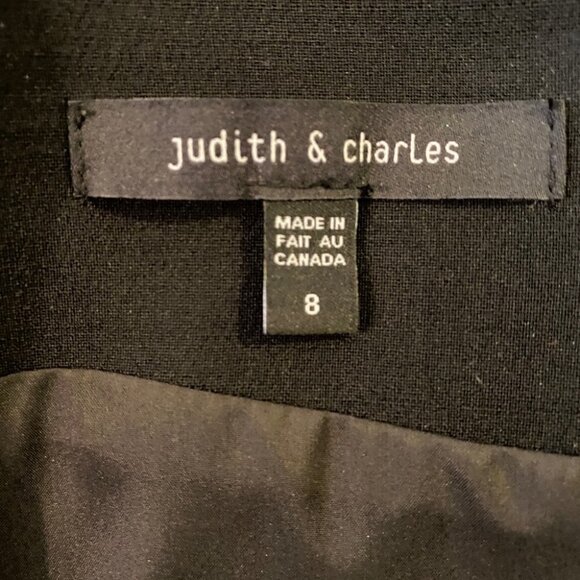 judith & charles
MADE IN
FAIT AU
CANADA
8